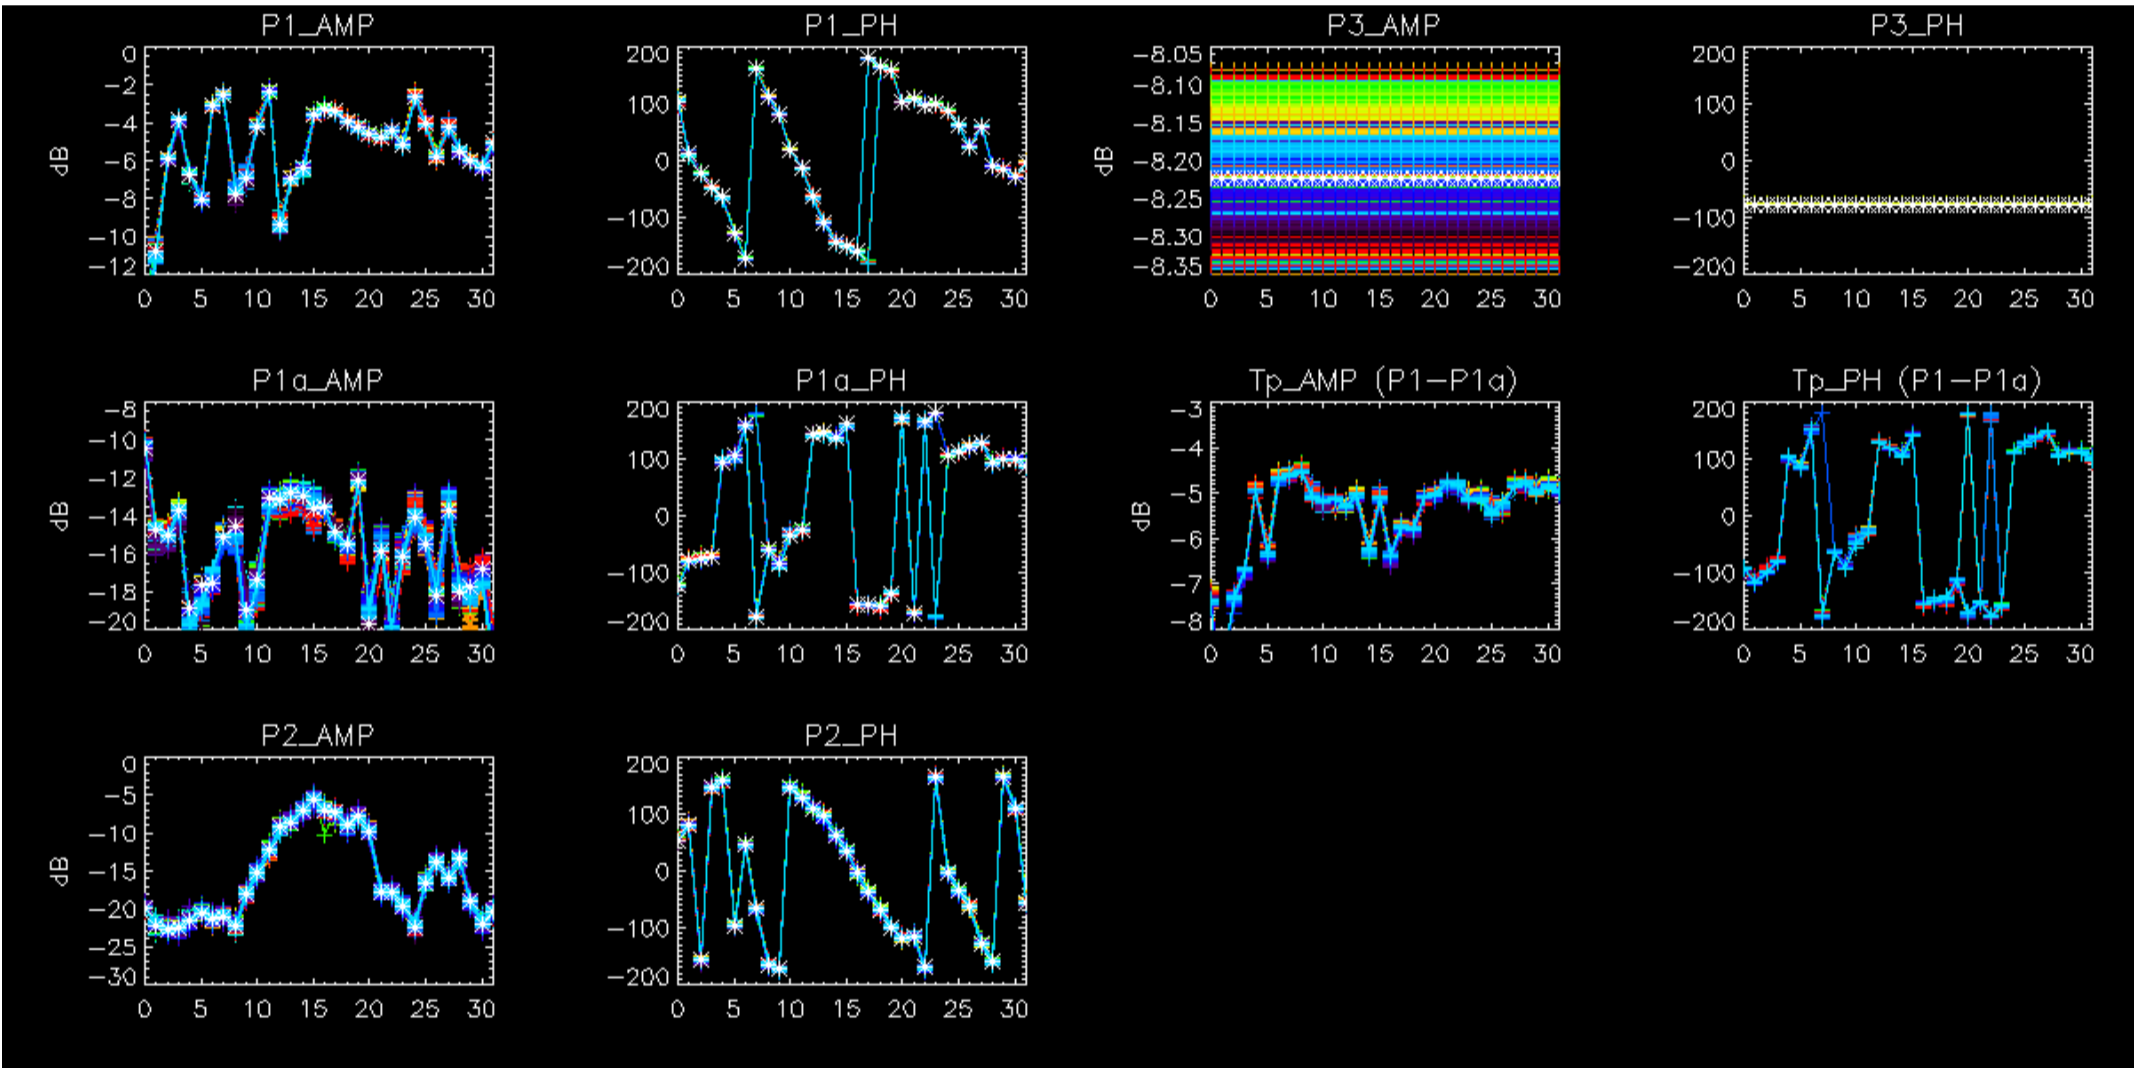 P1_AMP P1_PH P3_AMP P3_PH
0 200 -8.05 200
-2 100 -8.10 100
-4 0 -8.15 0
-6 -100 -8.20 -100
-8 -200 -8.25 -200
-10 -8.30
-12 -8.35
dB dB
0 5 10 15 20 25 30 0 5 10 15 20 25 30 0 5 10 15 20 25 30 0 5 10 15 20 25 30
P1a_AMP P1a_PH Tp_AMP (P1-P1a) Tp_PH (P1-P1a)
-8 200 -3 200
-10 100 -4 100
-12 0 -5 0
-14 -100 -6 -100
-16 -200 -7 -200
-18 -8
-20
dB dB
0 5 10 15 20 25 30 0 5 10 15 20 25 30 0 5 10 15 20 25 30 0 5 10 15 20 25 30
P2_AMP P2_PH
0 200
-5 100
-10 0
-15 -100
-20 -200
-25
-30
dB
0 5 10 15 20 25 30 0 5 10 15 20 25 30